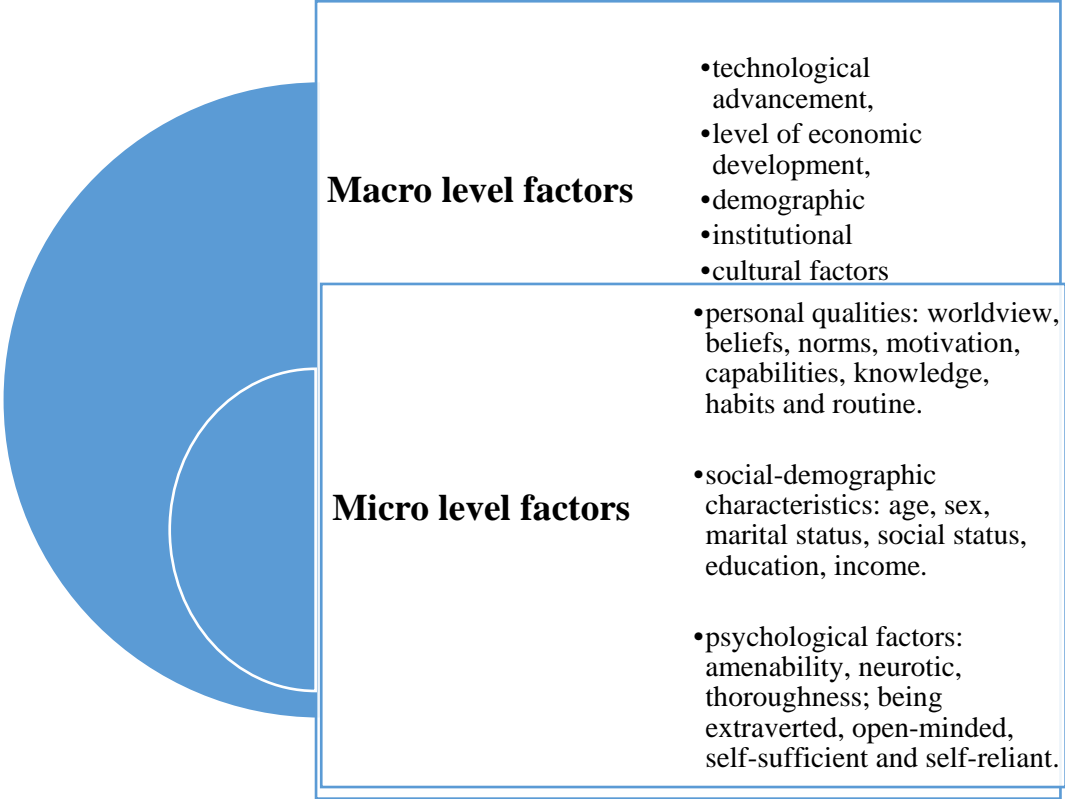 Macro level factors
•technological
advancement,
•level of economic
development,
•demographic
•institutional
•cultural factors
Micro level factors
•personal qualities: worldview,
beliefs, norms, motivation,
capabilities, knowledge,
habits and routine.
•social-demographic
characteristics: age, sex,
marital status, social status,
education, income.
•psychological factors:
amenability, neurotic,
thoroughness; being
extraverted, open-minded,
self-sufficient and self-reliant.